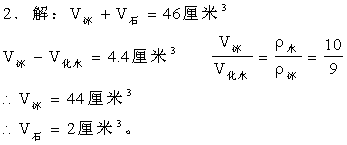 2. 解：V冰 + V石 = 46厘米³
V冰 − V化水 = 4.4厘米³ V冰/V化水 = ρ水/ρ冰 = 10/9
∴ V冰 = 44厘米³
∴ V石 = 2厘米³。